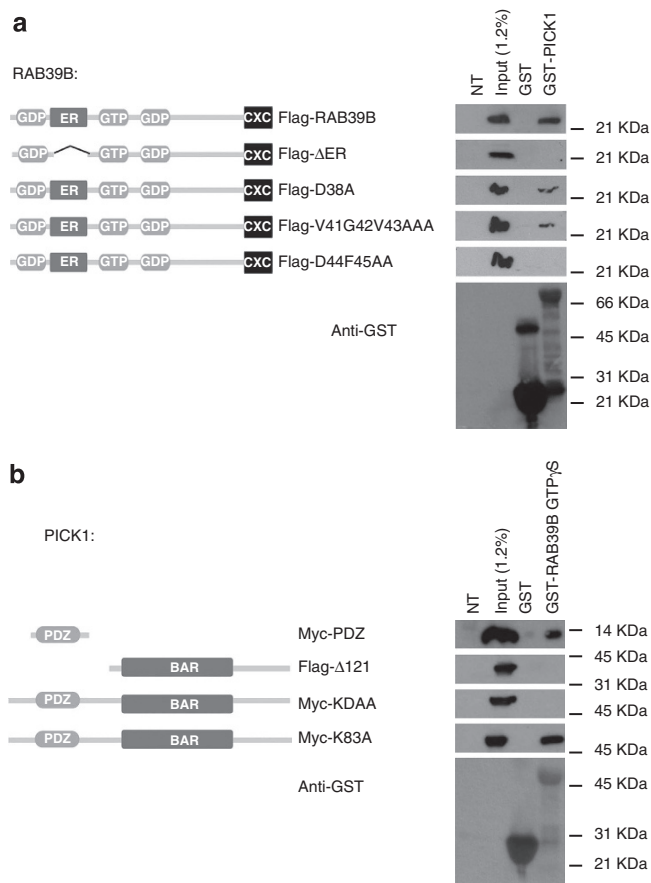 a
RAB39B:
NT
Input (1.2%)
GST
GST-PICK1
GDP ER GTP GDP CXC Flag-RAB39B
21 KDa
GDP GTP GDP CXC Flag-ΔER
21 KDa
GDP ER GTP GDP CXC Flag-D38A
21 KDa
GDP ER GTP GDP CXC Flag-V41G42V43AAA
21 KDa
GDP ER GTP GDP CXC Flag-D44F45AA
21 KDa
Anti-GST
66 KDa
45 KDa
31 KDa
21 KDa
b
PICK1:
NT
Input (1.2%)
GST
GST-RAB39B GTPγS
PDZ Myc-PDZ
14 KDa
BAR Flag-Δ121
45 KDa
31 KDa
PDZ BAR Myc-KDAA
45 KDa
PDZ BAR Myc-K83A
45 KDa
Anti-GST
45 KDa
31 KDa
21 KDa